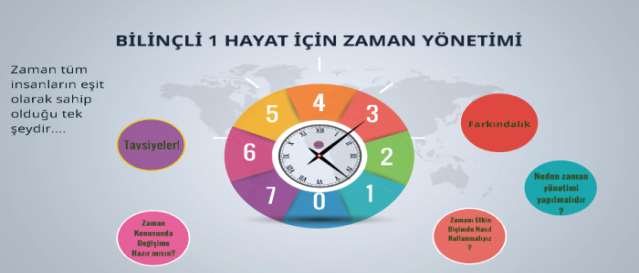 BİLİNÇLİ 1 HAYAT İÇİN ZAMAN YÖNETİMİ
Zaman tüm
insanların eşit
olarak sahip
olduğu tek
şeydir....
Tavsiyeler!
Zaman
Konusunda
Değişime
Hazır mısın?
5
4
3
6
2
7
0
1
XII
Farkındalık
Neden zaman
yönetimi
yapılmalıdır
?
Zamanı Etkin
Biçimde Nasıl
Kullanmalıyız
?